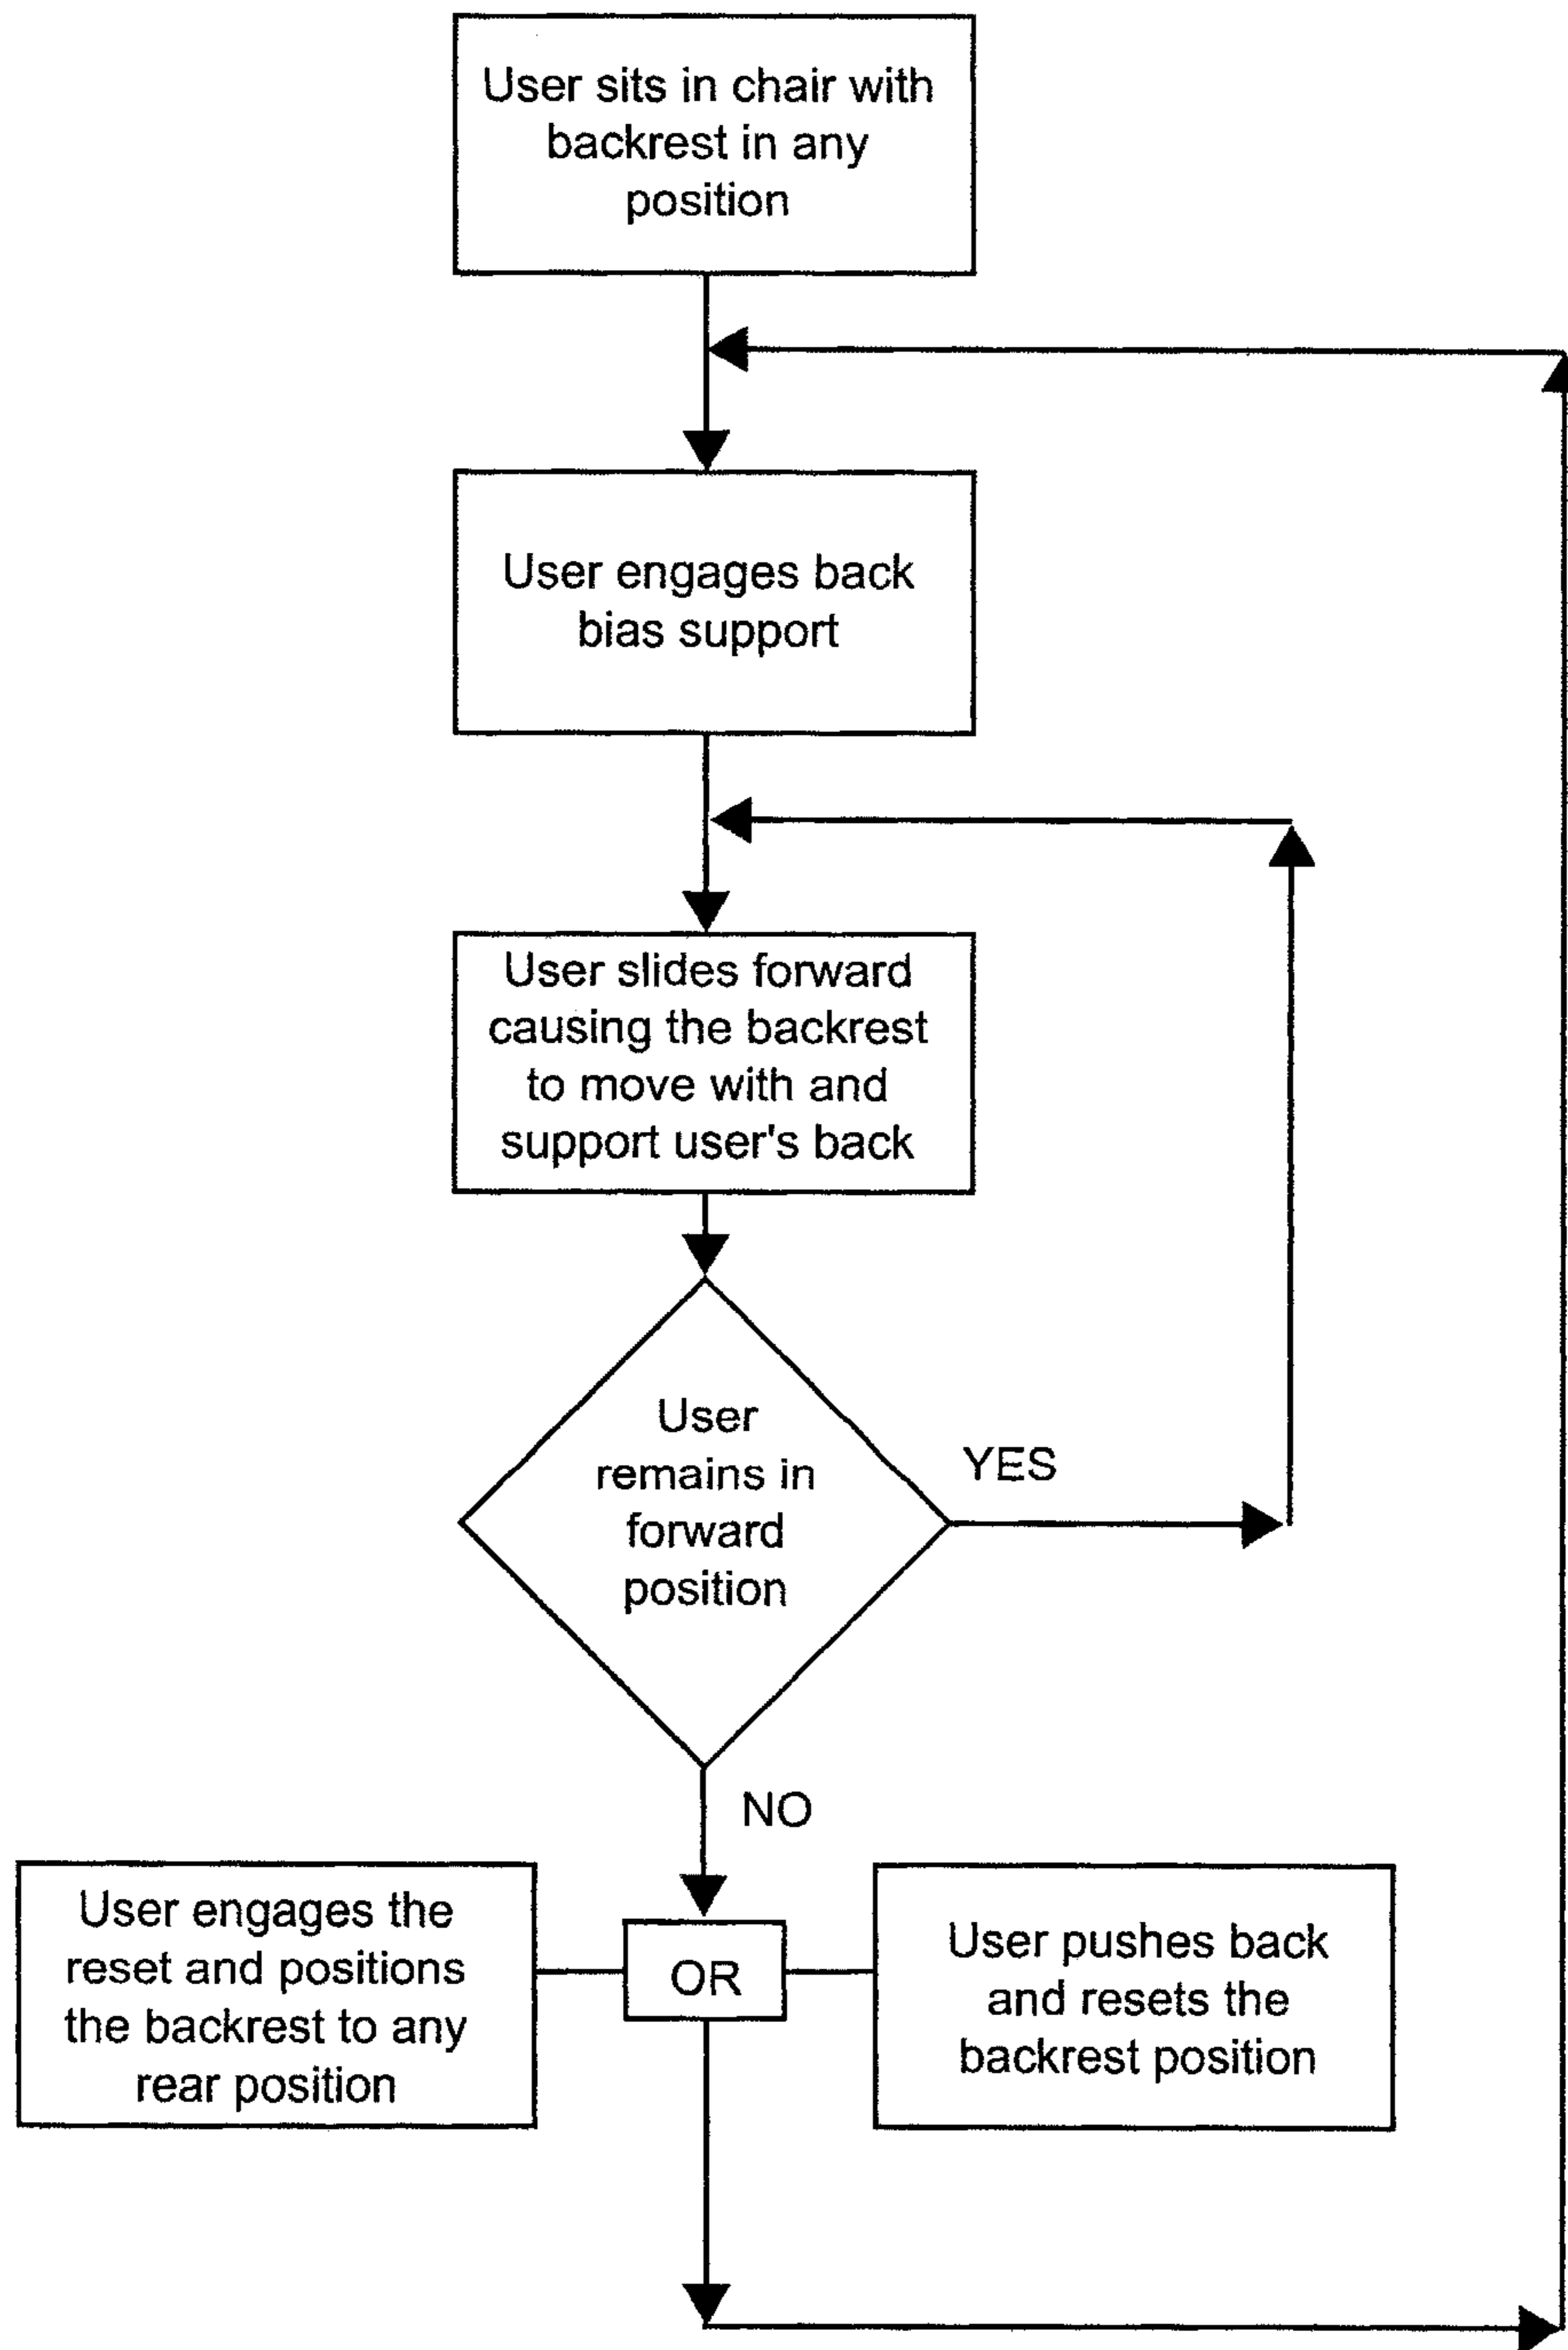 User sits in chair with
backrest in any
position
User engages back
bias support
User slides forward
causing the backrest
to move with and
support user's back
User
remains in
forward
position
YES
NO
User engages the
reset and positions
the backrest to any
rear position
OR
User pushes back
and resets the
backrest position